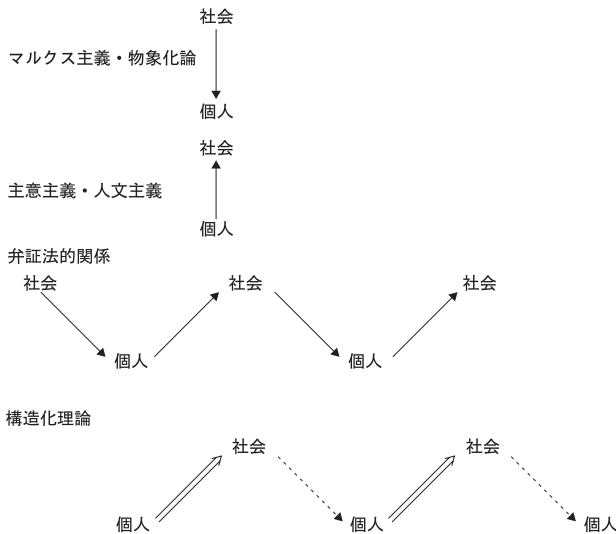 社会
マルクス主義・物象化論
個人
社会
主意主義・人文主義
個人
弁証法的関係
社会 社会 社会
個人 個人
構造化理論
社会 社会
個人 個人 個人